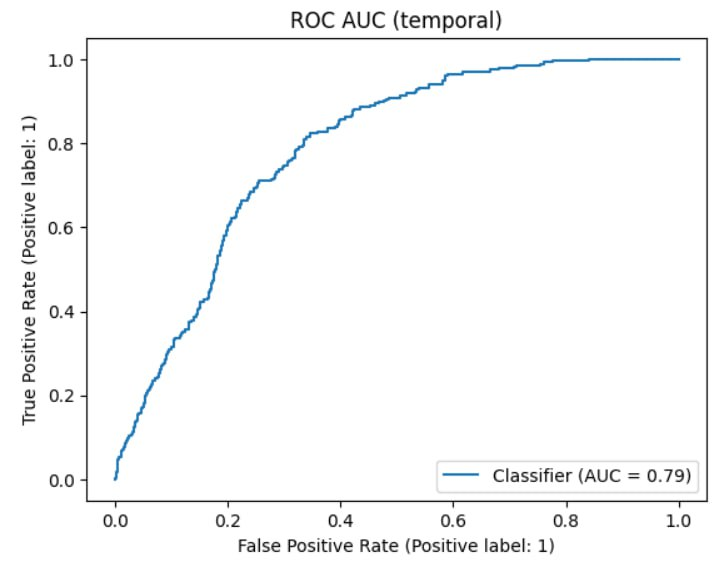 ROC AUC (temporal)
True Positive Rate (Positive label: 1)
1.0
0.8
0.6
0.4
0.2
0.0
Classifier (AUC = 0.79)
0.0 0.2 0.4 0.6 0.8 1.0
False Positive Rate (Positive label: 1)